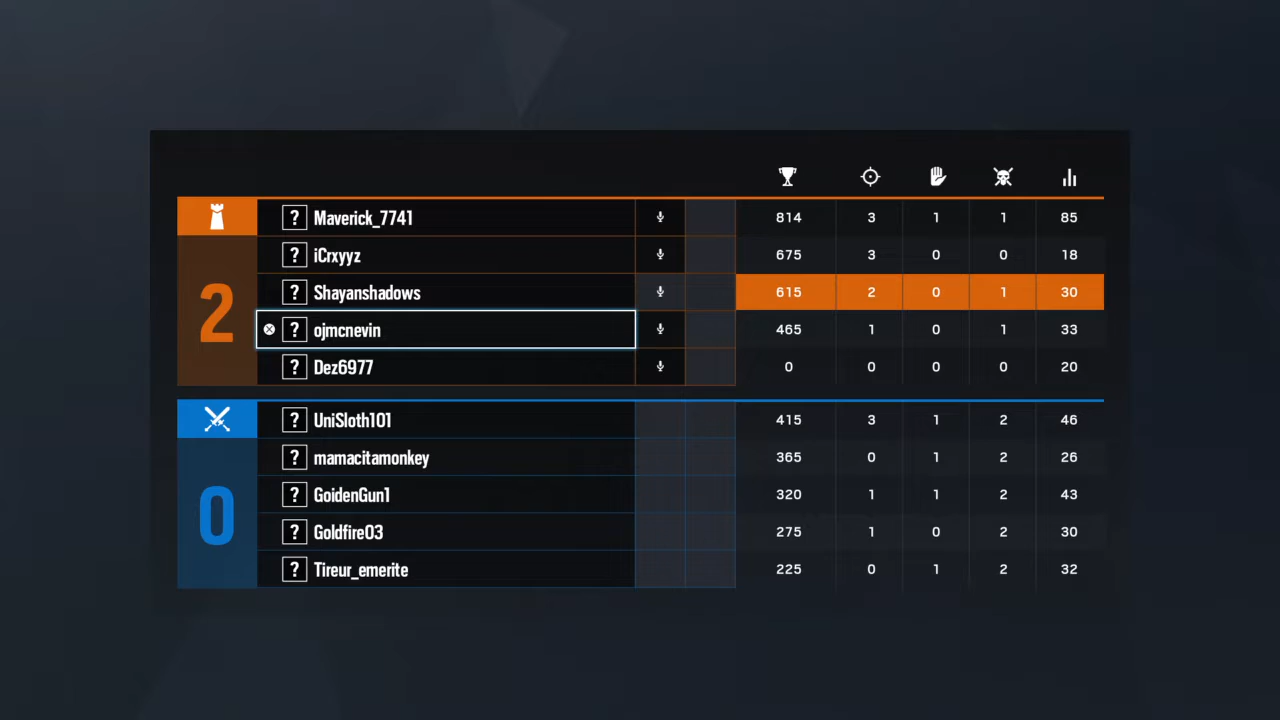 ? Maverick_7741 814 3 1 1 85
? iCrxyyz 675 3 0 0 18
2
? Shayanshadows 615 2 0 1 30
? ojmcnevin 465 1 0 1 33
? Dez6977 0 0 0 0 20
? UniSloth101 415 3 1 2 46
? mamacitamonkey 365 0 1 2 26
0
? GoidenGun1 320 1 1 2 43
? Goldfire03 275 1 0 2 30
? Tireur_emerite 225 0 1 2 32